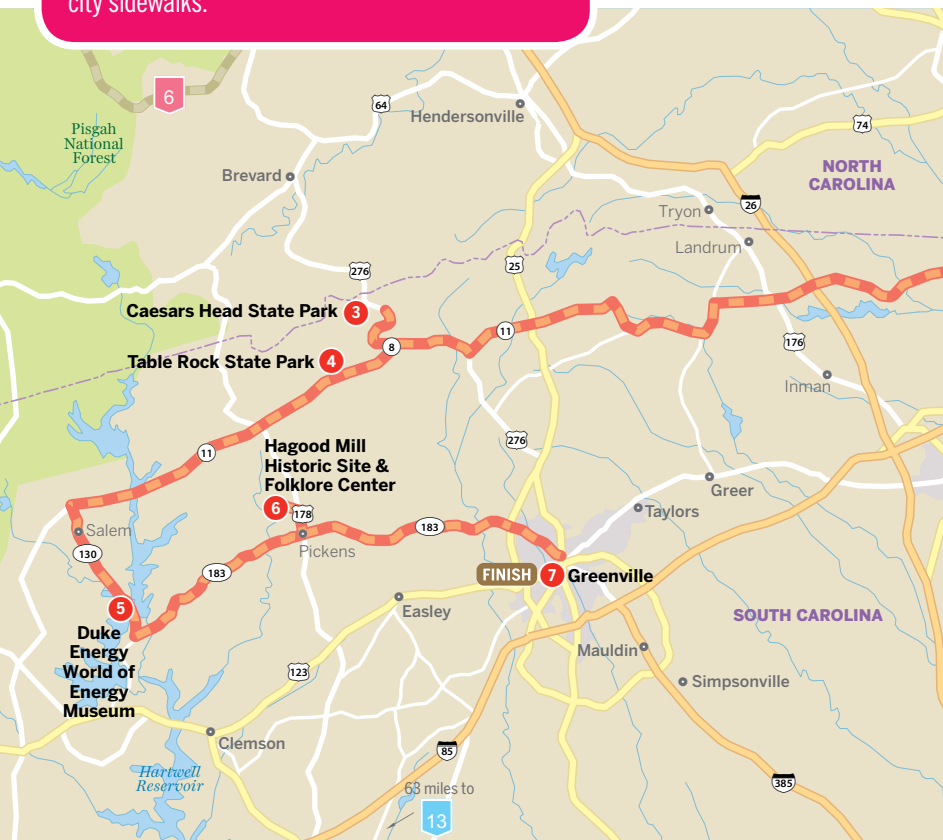 city sidewalks.
6
64
Hendersonville
74
Pisgah
National
Forest
NORTH
CAROLINA
Brevard
26
Tryon
Landrum
25
276
Caesars Head State Park 3
11
8
176
Table Rock State Park 4
Inman
276
11
Hagood Mill
Historic Site &
Folklore Center
6
178
Greer
Taylors
183
Salem
Pickens
130
183
FINISH 7 Greenville
5
Easley
SOUTH CAROLINA
Duke
Energy
World of
Energy
Museum
Mauldin
123
Simpsonville
Clemson
85
Hartwell
Reservoir
385
63 miles to
13